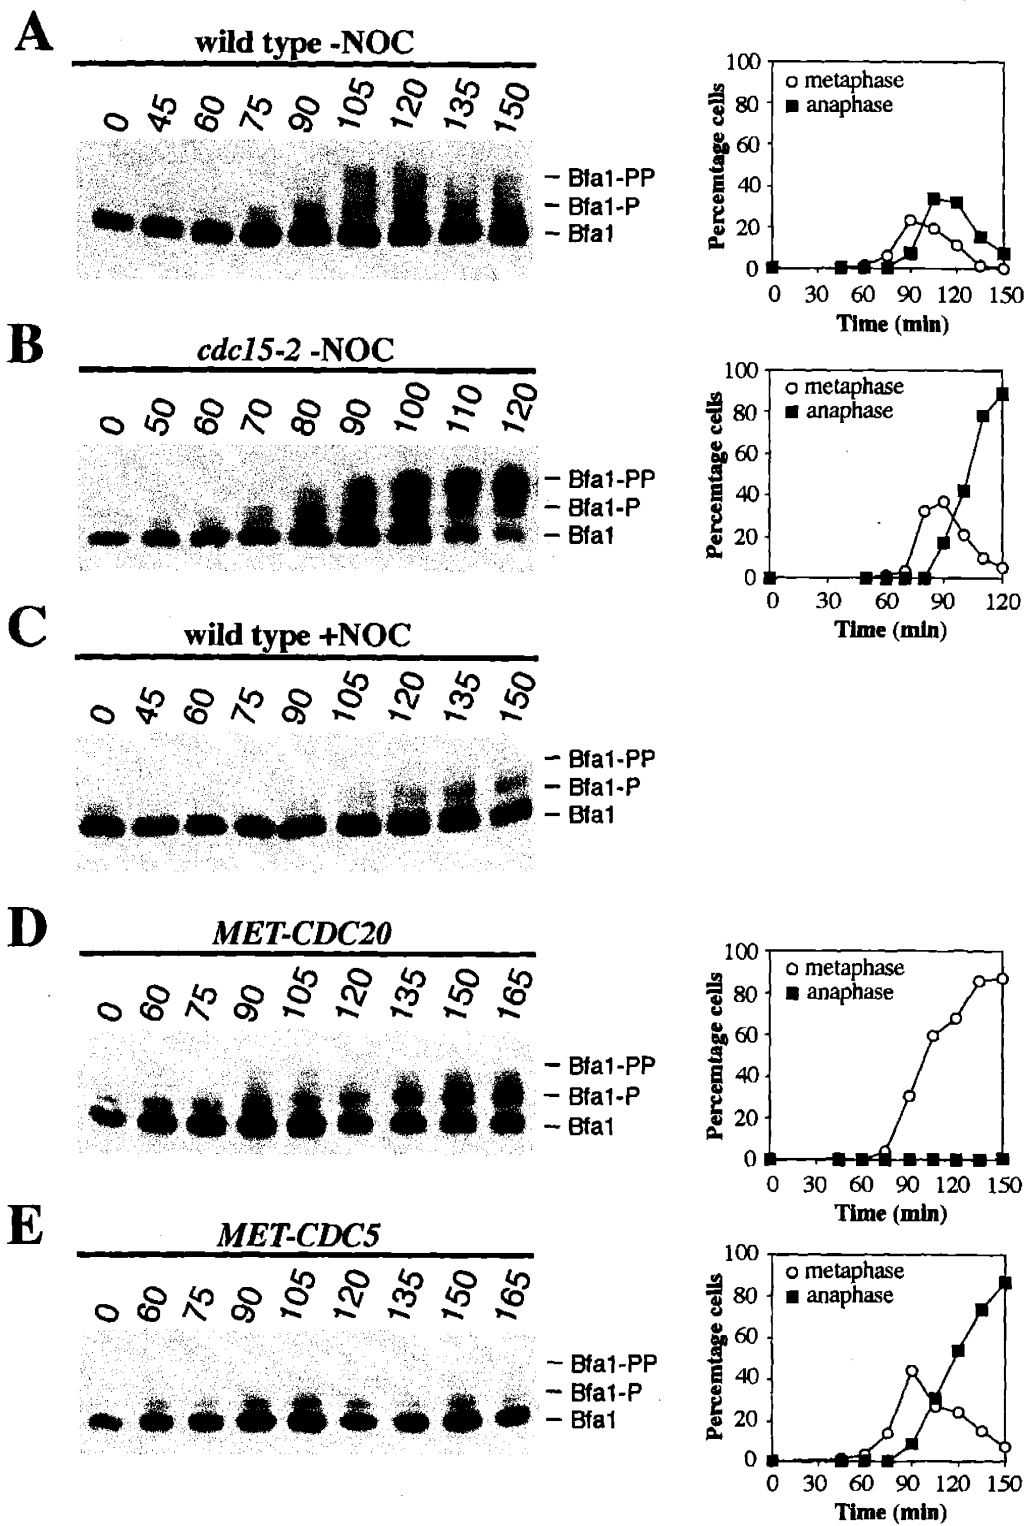 A
wild type -NOC
0 45 60 75 90 105 120 135 150
– Bfa1-PP
– Bfa1-P
– Bfa1
Percemtage cells
100
80
60
40
20
0
metaphase
anaphase
0 30 60 90 120 150
Time (min)
B
cdc15-2 -NOC
0 50 60 70 80 90 100 110 120
– Bfa1-PP
– Bfa1-P
– Bfa1
Percemtage cells
100
80
60
40
20
0
metaphase
anaphase
0 30 60 90 120
Time (min)
C
wild type +NOC
0 45 60 75 90 105 120 135 150
– Bfa1-PP
– Bfa1-P
– Bfa1
D
MET-CDC20
0 60 75 90 105 120 135 150 165
– Bfa1-PP
– Bfa1-P
– Bfa1
Percemtage cells
100
80
60
40
20
0
metaphase
anaphase
0 30 60 90 120 150
Time (min)
E
MET-CDC5
0 60 75 90 105 120 135 150 165
– Bfa1-PP
– Bfa1-P
– Bfa1
Percemtage cells
100
80
60
40
20
0
metaphase
anaphase
0 30 60 90 120 150
Time (min)